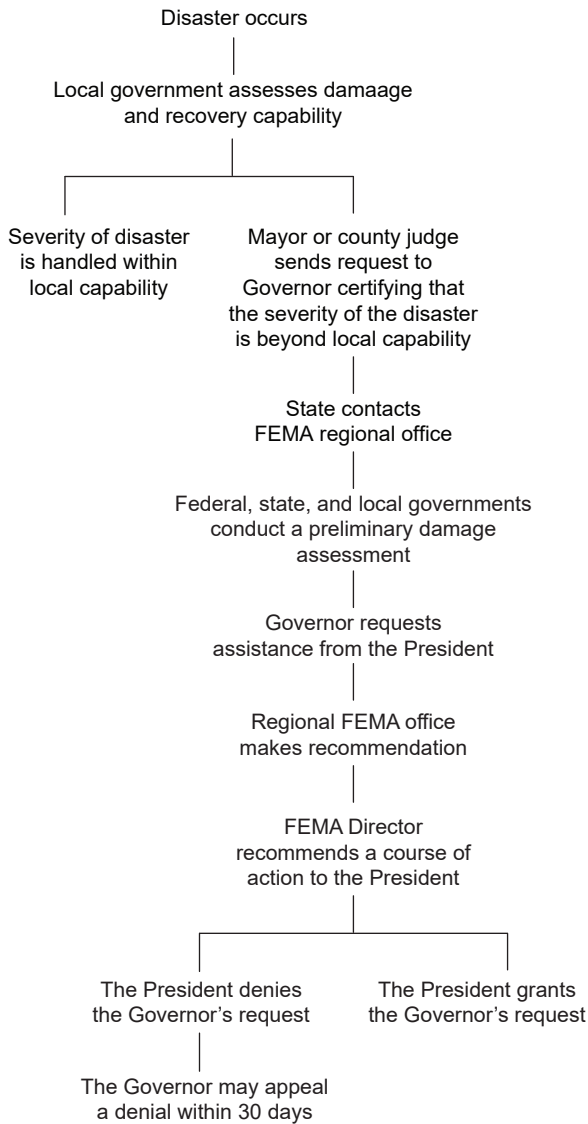 Disaster occurs
Local government assesses damaage
and recovery capability
Severity of disaster
is handled within
local capability
Mayor or county judge
sends request to
Governor certifying that
the severity of the disaster
is beyond local capability
State contacts
FEMA regional office
Federal, state, and local governments
conduct a preliminary damage
assessment
Governor requests
assistance from the President
Regional FEMA office
makes recommendation
FEMA Director
recommends a course of
action to the President
The President denies
the Governor’s request
The President grants
the Governor’s request
The Governor may appeal
a denial within 30 days